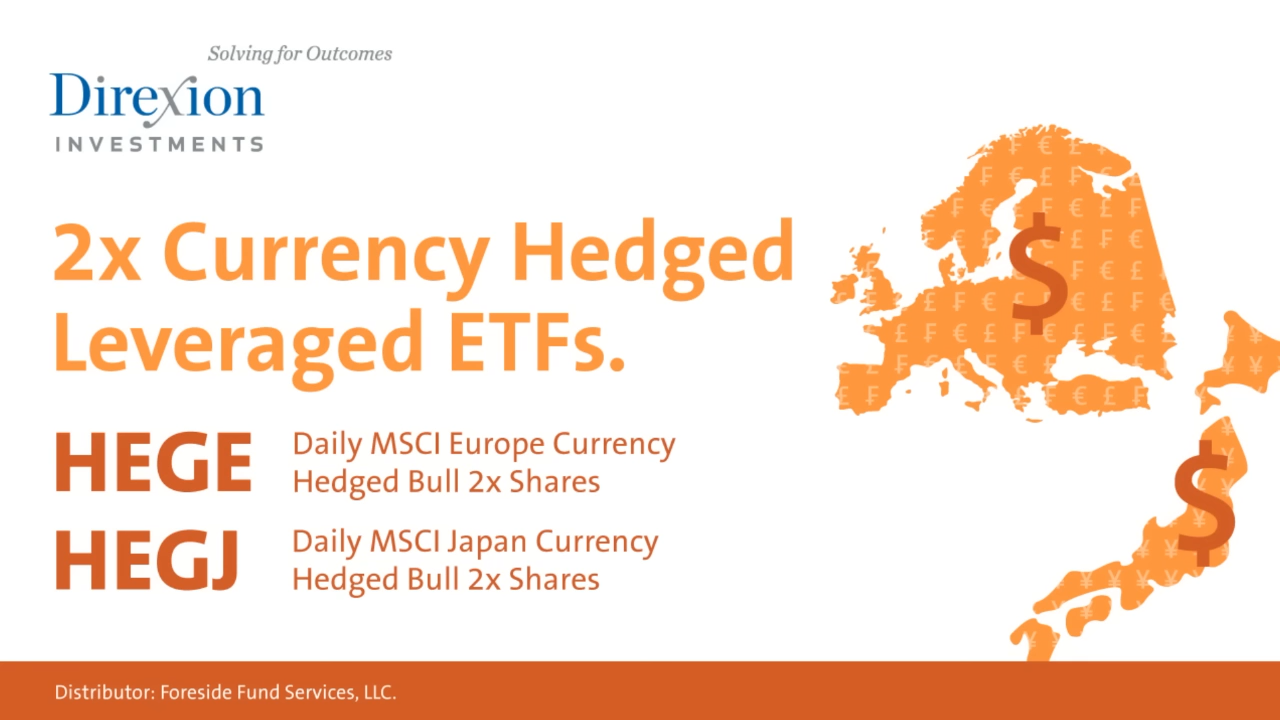 Solving for Outcomes
Direxion
INVESTMENTS
2x Currency Hedged
Leveraged ETFs.
HEGE
Daily MSCI Europe Currency
Hedged Bull 2x Shares
HEGJ
Daily MSCI Japan Currency
Hedged Bull 2x Shares
$
$
Distributor: Foreside Fund Services, LLC.